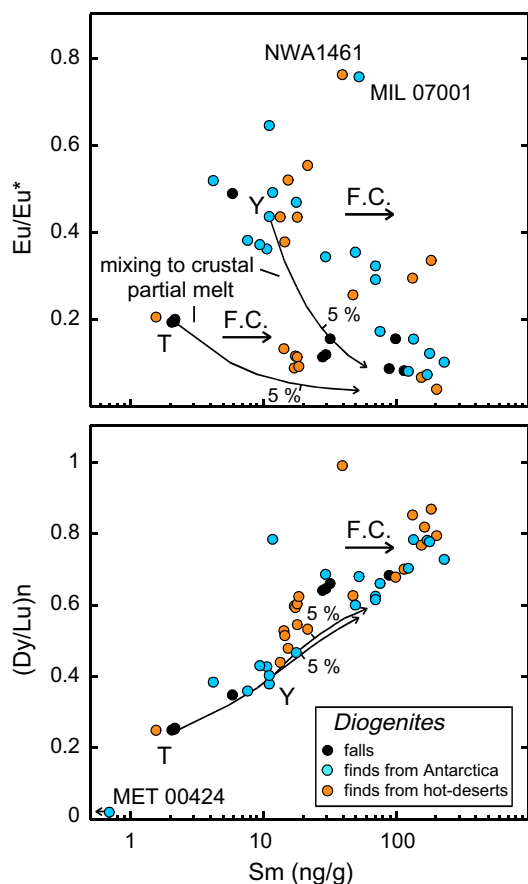 NWA1461
MIL 07001
0.8
0.6
Y
F.C.
0.4
mixing to crustal
partial melt
F.C.
5 %
0.2
T
5 %
Eu/Eu*
1
0.8
F.C.
0.6
5 %
5 %
0.4
Y
0.2
T
MET 00424
0
(Dy/Lu)n
Diogenites
falls
finds from Antarctica
finds from hot-deserts
1
10
100
Sm (ng/g)